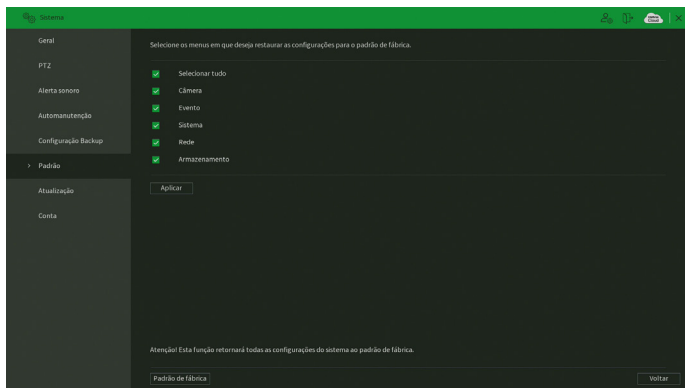 Sistema
Geral
PTZ
Alerta sonoro
Automanutenção
Configuração Backup
Padrão
Atualização
Conta
Selecione os menus em que deseja restaurar as configurações para o padrão de fábrica.
Selecionar tudo
Câmera
Evento
Sistema
Rede
Armazenamento
Aplicar
Atenção! Esta função retornará todas as configurações do sistema ao padrão de fábrica.
Padrão de fábrica
Voltar